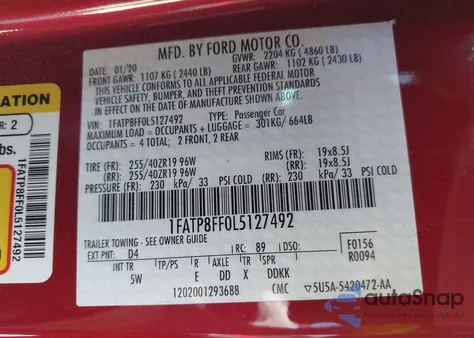 MFD. BY FORD MOTOR CO.
DATE: 01/20 GVWR: 2204 KG ( 4860 LB)
FRONT GAWR: 1107 KG ( 2440 LB) REAR GAWR: 1102 KG ( 2430 LB)
THIS VEHICLE CONFORMS TO ALL APPLICABLE FEDERAL MOTOR
VEHICLE SAFETY, BUMPER, AND THEFT PREVENTION STANDARDS
IN EFFECT ON THE DATE OF MANUFACTURE SHOWN ABOVE.
VIN: 1FATP8FF0L5127492 TYPE: Passenger Car
MAXIMUM LOAD = OCCUPANTS + LUGGAGE = 301KG / 664LB
OCCUPANTS = 4 TOTAL: 2 FRONT, 2 REAR
TIRE (FR): 255/40ZR19 96W RIMS (FR): 19x8.5J
TIRE (RR): 255/40ZR19 96W (RR): 19x8.5J
PRESSURE (FR): 230 kPa/ 33 PSI COLD (RR): 230 kPa/ 33 PSI COLD
1FATP8FF0L5127492
TRAILER TOWING - SEE OWNER GUIDE
EXT PNT: D4 RC: 89 DSO: F0156
R0094
INT TR TP/PS R AXLE TR SPR
5W E DD X DDKK
1202001293688 CMC 5U5A-5420472-AA
ATION
R: 2
lbs.
1FATP8FF0L5127492
autoSnap